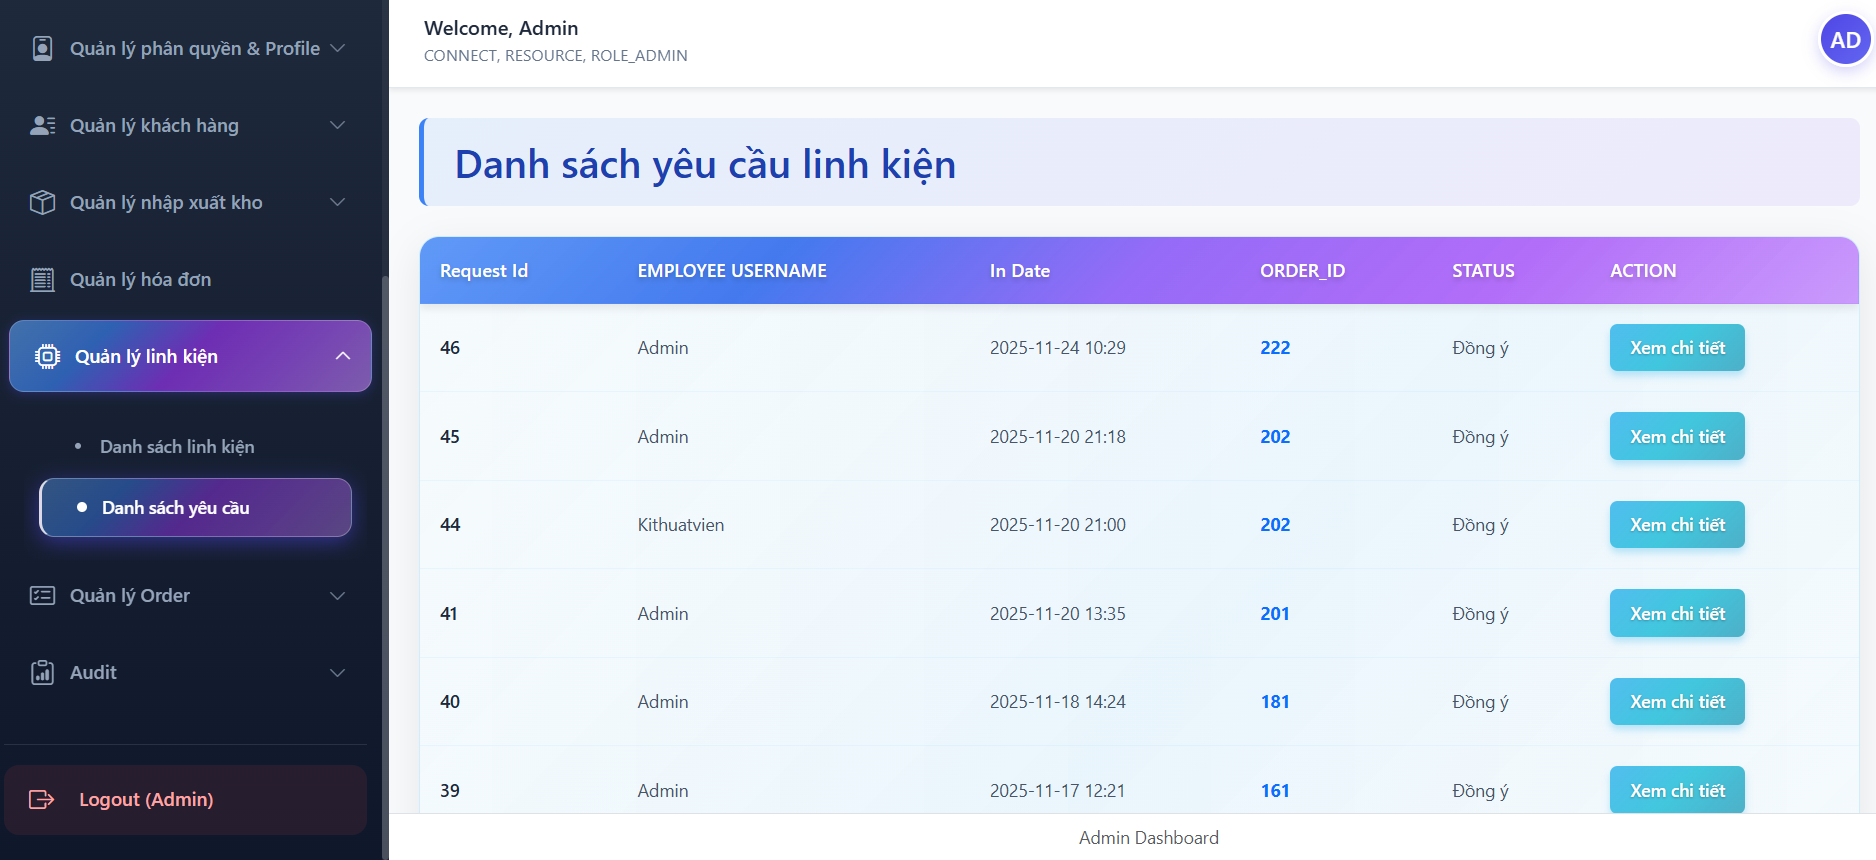 Quản lý phân quyền & Profile
Quản lý khách hàng
Quản lý nhập xuất kho
Quản lý hóa đơn
Quản lý linh kiện
• Danh sách linh kiện
• Danh sách yêu cầu
Quản lý Order
Audit
Logout (Admin)
Welcome, Admin
CONNECT, RESOURCE, ROLE_ADMIN
AD
Danh sách yêu cầu linh kiện
Request Id EMPLOYEE USERNAME In Date ORDER_ID STATUS ACTION
46 Admin 2025-11-24 10:29 222 Đồng ý Xem chi tiết
45 Admin 2025-11-20 21:18 202 Đồng ý Xem chi tiết
44 Kithuatvien 2025-11-20 21:00 202 Đồng ý Xem chi tiết
41 Admin 2025-11-20 13:35 201 Đồng ý Xem chi tiết
40 Admin 2025-11-18 14:24 181 Đồng ý Xem chi tiết
39 Admin 2025-11-17 12:21 161 Đồng ý Xem chi tiết
Admin Dashboard